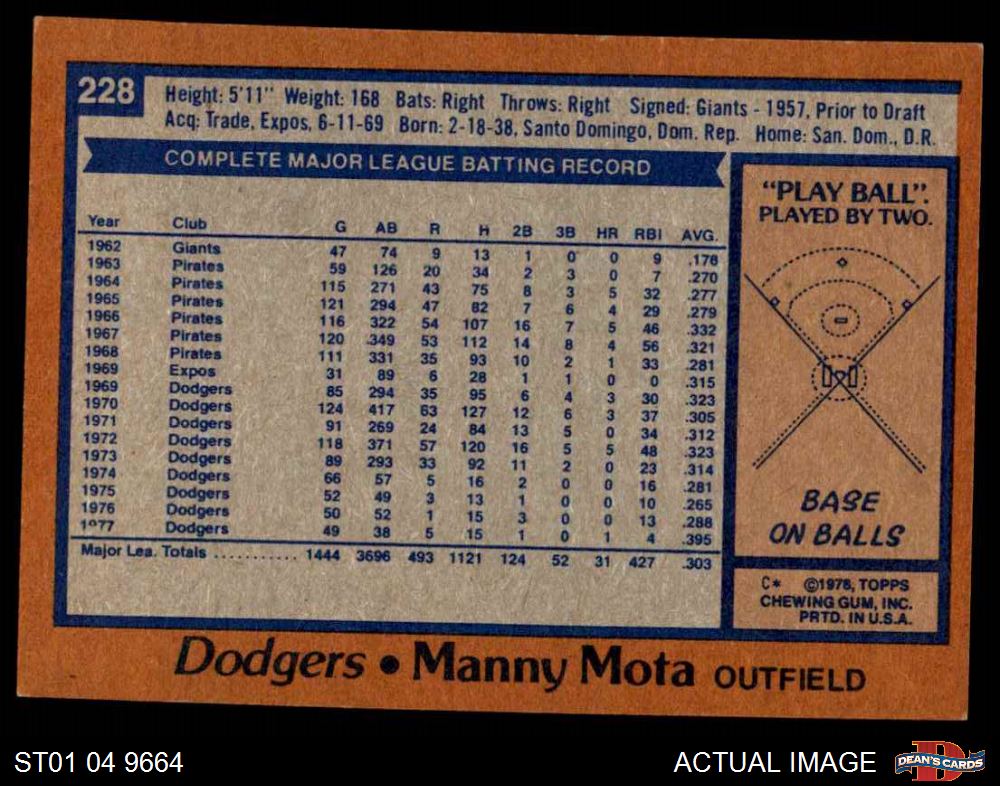 228
Height: 5'11" Weight: 168 Bats: Right Throws: Right Signed: Giants - 1957, Prior to Draft
Acq: Trade, Expos, 6-11-69 Born: 2-18-38, Santo Domingo, Dom. Rep. Home: San. Dom., D.R.
COMPLETE MAJOR LEAGUE BATTING RECORD
Year Club G AB R H 2B 3B HR RBI AVG.
1962 Giants 47 74 9 13 1 0 0 9 .176
1963 Pirates 59 126 20 34 2 3 0 7 .270
1964 Pirates 115 271 43 75 8 3 5 32 .277
1965 Pirates 121 294 47 82 7 6 4 29 .279
1966 Pirates 116 322 54 107 16 7 5 46 .332
1967 Pirates 120 349 53 112 14 8 4 56 .321
1968 Pirates 111 331 35 93 10 2 1 33 .281
1969 Expos 31 89 6 28 1 1 0 0 .315
1969 Dodgers 85 294 35 95 6 4 3 30 .323
1970 Dodgers 124 417 63 127 12 6 3 37 .305
1971 Dodgers 91 269 24 84 13 5 0 34 .312
1972 Dodgers 118 371 57 120 16 5 5 48 .323
1973 Dodgers 89 293 33 92 11 2 0 23 .314
1974 Dodgers 66 57 5 16 2 0 0 16 .281
1975 Dodgers 52 49 3 13 1 0 0 10 .265
1976 Dodgers 50 52 1 15 3 0 0 13 .288
1977 Dodgers 49 38 5 15 1 0 1 4 .395
Major Lea. Totals ........... 1444 3696 493 1121 124 52 31 427 .303
"PLAY BALL".
PLAYED BY TWO.
BASE
ON BALLS
C* ©1978, TOPPS
CHEWING GUM, INC.
PRTD. IN U.S.A.
Dodgers • Manny Mota OUTFIELD
ST01 04 9664
ACTUAL IMAGE
DEAN'S CARDS